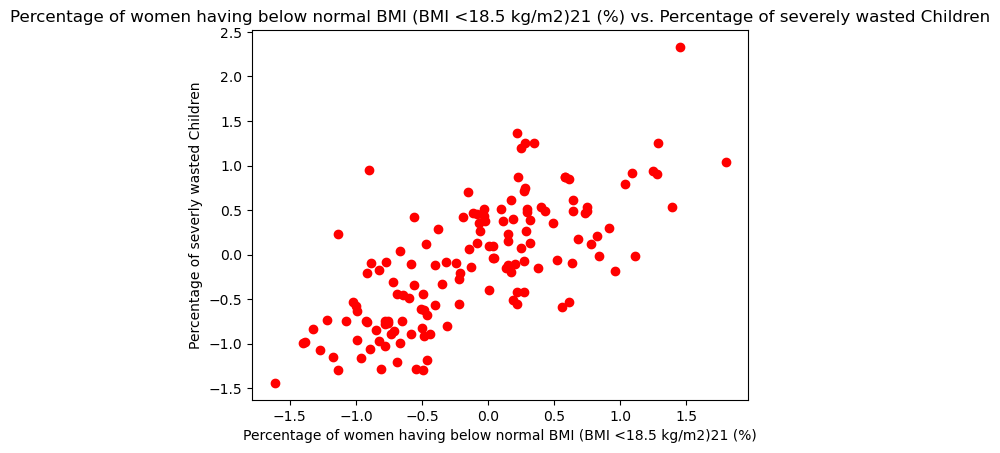 Percentage of women having below normal BMI (BMI <18.5 kg/m2)21 (%) vs. Percentage of severely wasted Children
2.5
2.0
1.5
1.0
0.5
0.0
−0.5
−1.0
−1.5
Percentage of severly wasted Children
−1.5 −1.0 −0.5 0.0 0.5 1.0 1.5
Percentage of women having below normal BMI (BMI <18.5 kg/m2)21 (%)